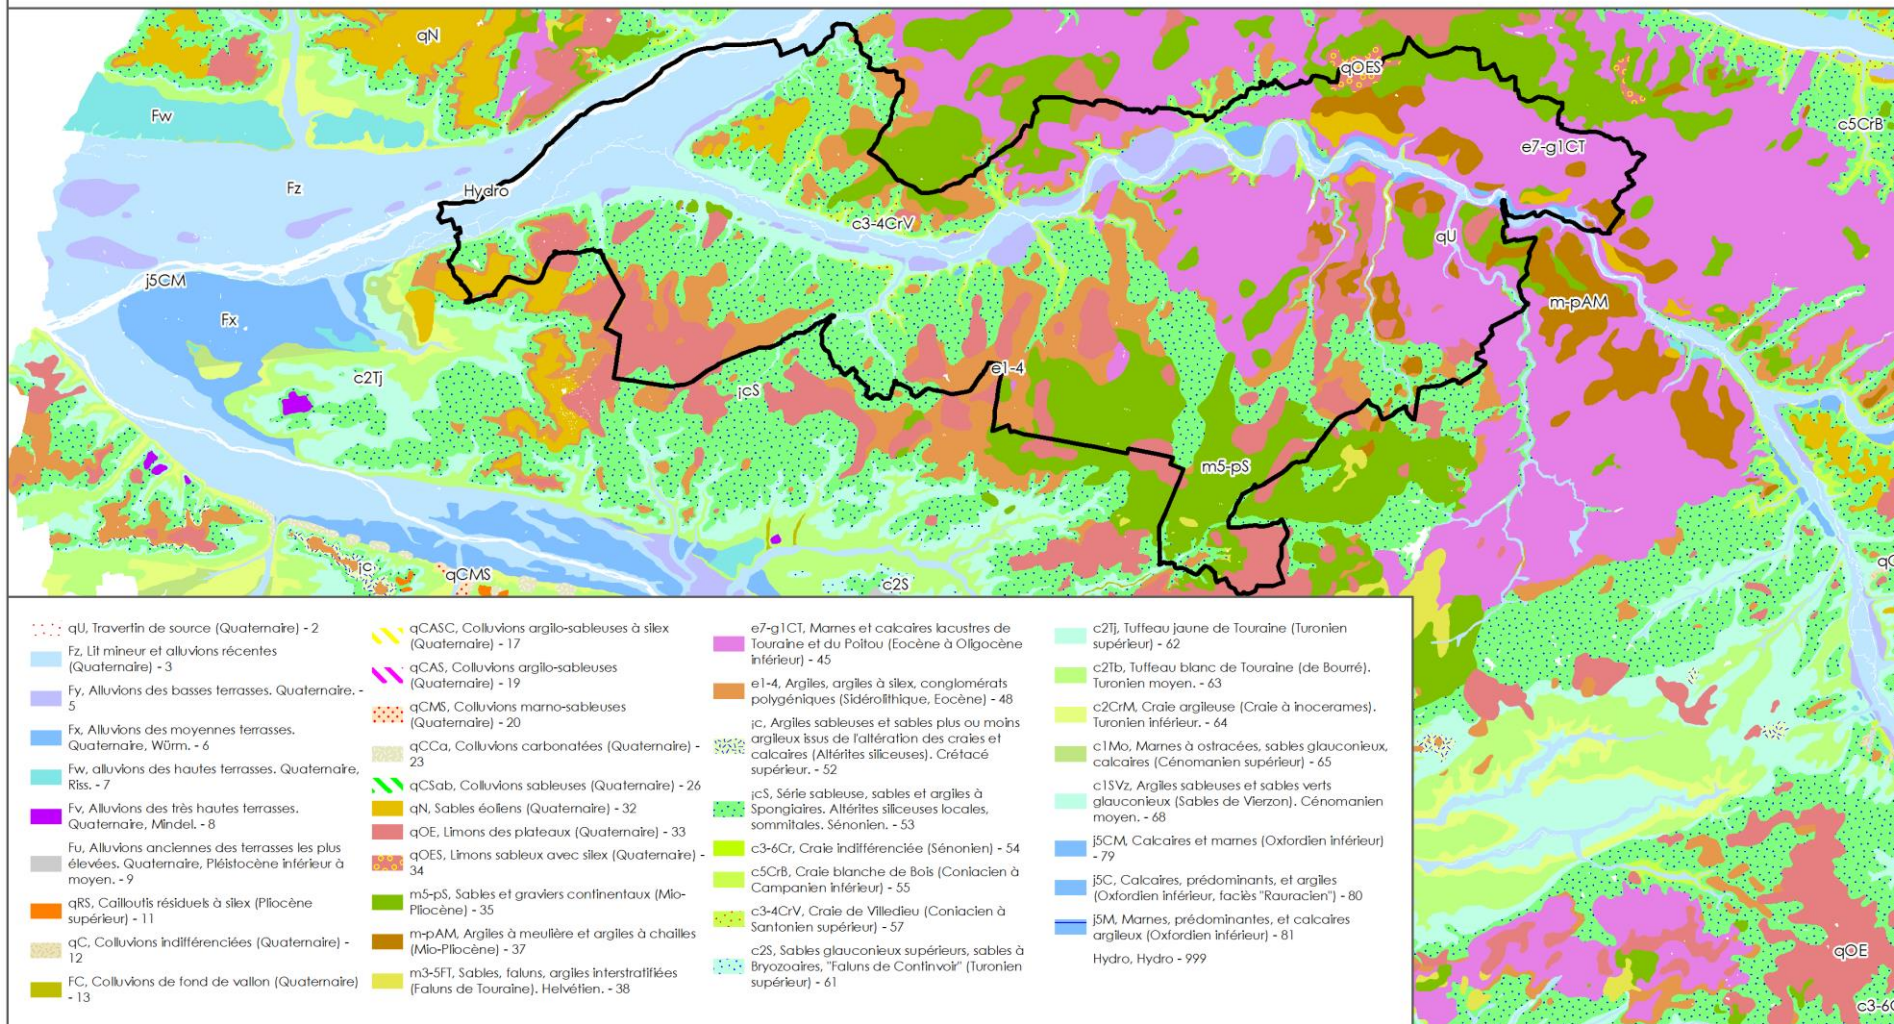 qN
qOES
Fw
c5CrB
e7-g1CT
Fz
Hydro
c3-4CrV
qU
j5CM
m-pAM
Fx
e1-4
c2Tj
jcS
m5-pS
jc
qCMS
c2S
qOE
qU, Travertin de source (Quaternaire) - 2
Fz, Lit mineur et alluvions récentes
(Quaternaire) - 3
Fy, Alluvions des basses terrasses. Quaternaire. -
5
Fx, Alluvions des moyennes terrasses.
Quaternaire, Würm. - 6
Fw, alluvions des hautes terrasses. Quaternaire,
Riss. - 7
Fv, Alluvions des très hautes terrasses.
Quaternaire, Mindel. - 8
Fu, Alluvions anciennes des terrasses les plus
élevées. Quaternaire, Pléistocène inférieur à
moyen. - 9
qRS, Cailloutis résiduels à silex (Pliocène
supérieur) - 11
qC, Colluvions indifférenciées (Quaternaire) -
12
FC, Colluvions de fond de vallon (Quaternaire)
- 13
qCASC, Colluvions argilo-sableuses à silex
(Quaternaire) - 17
qCAS, Colluvions argilo-sableuses
(Quaternaire) - 19
qCMS, Colluvions marno-sableuses
(Quaternaire) - 20
qCCa, Colluvions carbonatées (Quaternaire) -
23
qCSab, Colluvions sableuses (Quaternaire) - 26
qN, Sables éoliens (Quaternaire) - 32
qOE, Limons des plateaux (Quaternaire) - 33
qOES, Limons sableux avec silex (Quaternaire) -
34
m5-pS, Sables et graviers continentaux (Mio-
Pliocène) - 35
m-pAM, Argiles à meulière et argiles à chailles
(Mio-Pliocène) - 37
m3-5FT, Sables, faluns, argiles interstratifiées
(Faluns de Touraine). Helvétien. - 38
e7-g1CT, Marnes et calcaires lacustres de
Touraine et du Poitou (Eocène à Oligocène
inférieur) - 45
e1-4, Argiles, argiles à silex, conglomérats
polygéniques (Sidérolithique, Eocène) - 48
jc, Argiles sableuses et sables plus ou moins
argileux issus de l'altération des craies et
calcaires (Altérites siliceuses). Crétacé
supérieur. - 52
jcS, Série sableuse, sables et argiles à
Spongiaires. Altérites siliceuses locales,
sommitales. Sénonien. - 53
c3-6Cr, Craie indifférenciée (Sénonien) - 54
c5CrB, Craie blanche de Bois (Coniacien à
Campanien inférieur) - 55
c3-4CrV, Craie de Villedieu (Coniacien à
Santonien supérieur) - 57
c2S, Sables glauconieux supérieurs, sables à
Bryozoaires, "Faluns de Continvoir" (Turonien
supérieur) - 61
c2Tj, Tuffeau jaune de Touraine (Turonien
supérieur) - 62
c2Tb, Tuffeau blanc de Touraine (de Bourré).
Turonien moyen. - 63
c2CrM, Craie argileuse (Craie à inocerames).
Turonien inférieur. - 64
c1Mo, Marnes à ostracées, sables glauconieux,
calcaires (Cénomanien supérieur) - 65
c1SVz, Argiles sableuses et sables verts
glauconieux (Sables de Vierzon). Cénomanien
moyen. - 68
j5CM, Calcaires et marnes (Oxfordien inférieur)
- 79
j5C, Calcaires, prédominants, et argiles
(Oxfordien inférieur, faciès "Rauracien") - 80
j5M, Marnes, prédominantes, et calcaires
argileux (Oxfordien inférieur) - 81
Hydro, Hydro - 999